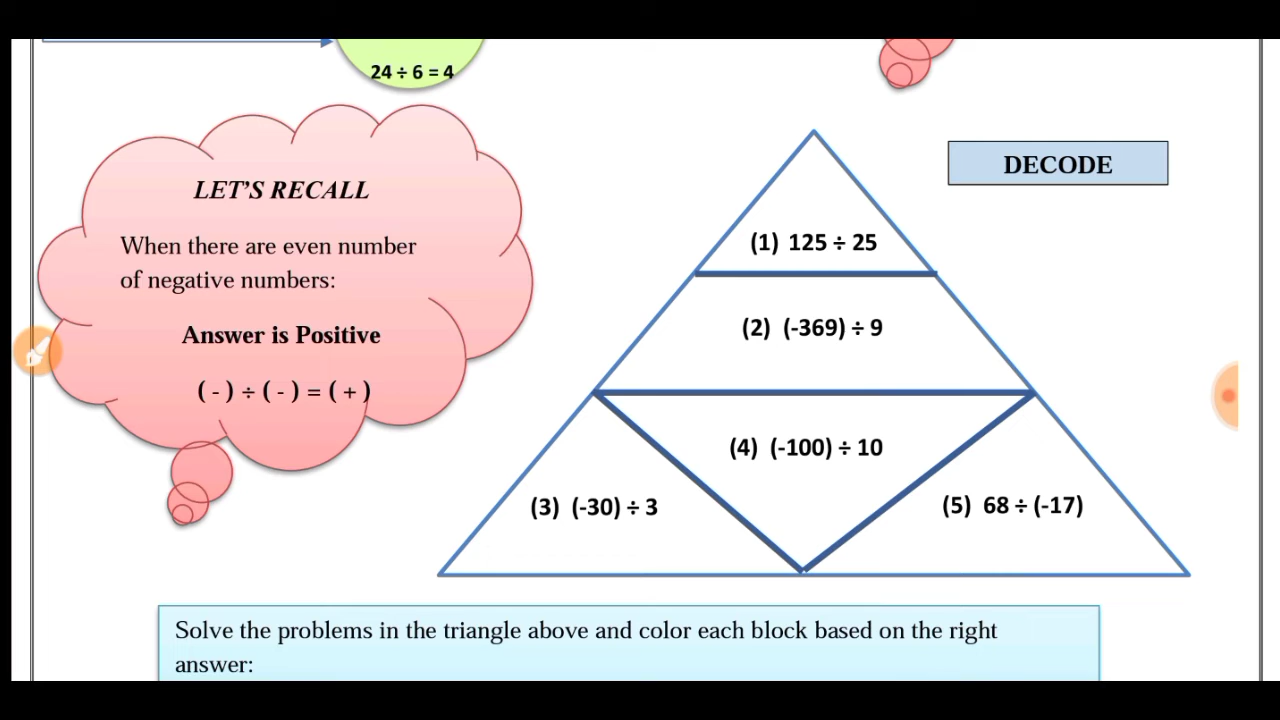 24 ÷ 6 = 4
LET'S RECALL
When there are even number
of negative numbers:
Answer is Positive
( - ) ÷ ( - ) = ( + )
DECODE
(1) 125 ÷ 25
(2) (-369) ÷ 9
(4) (-100) ÷ 10
(3) (-30) ÷ 3
(5) 68 ÷ (-17)
Solve the problems in the triangle above and color each block based on the right
answer: